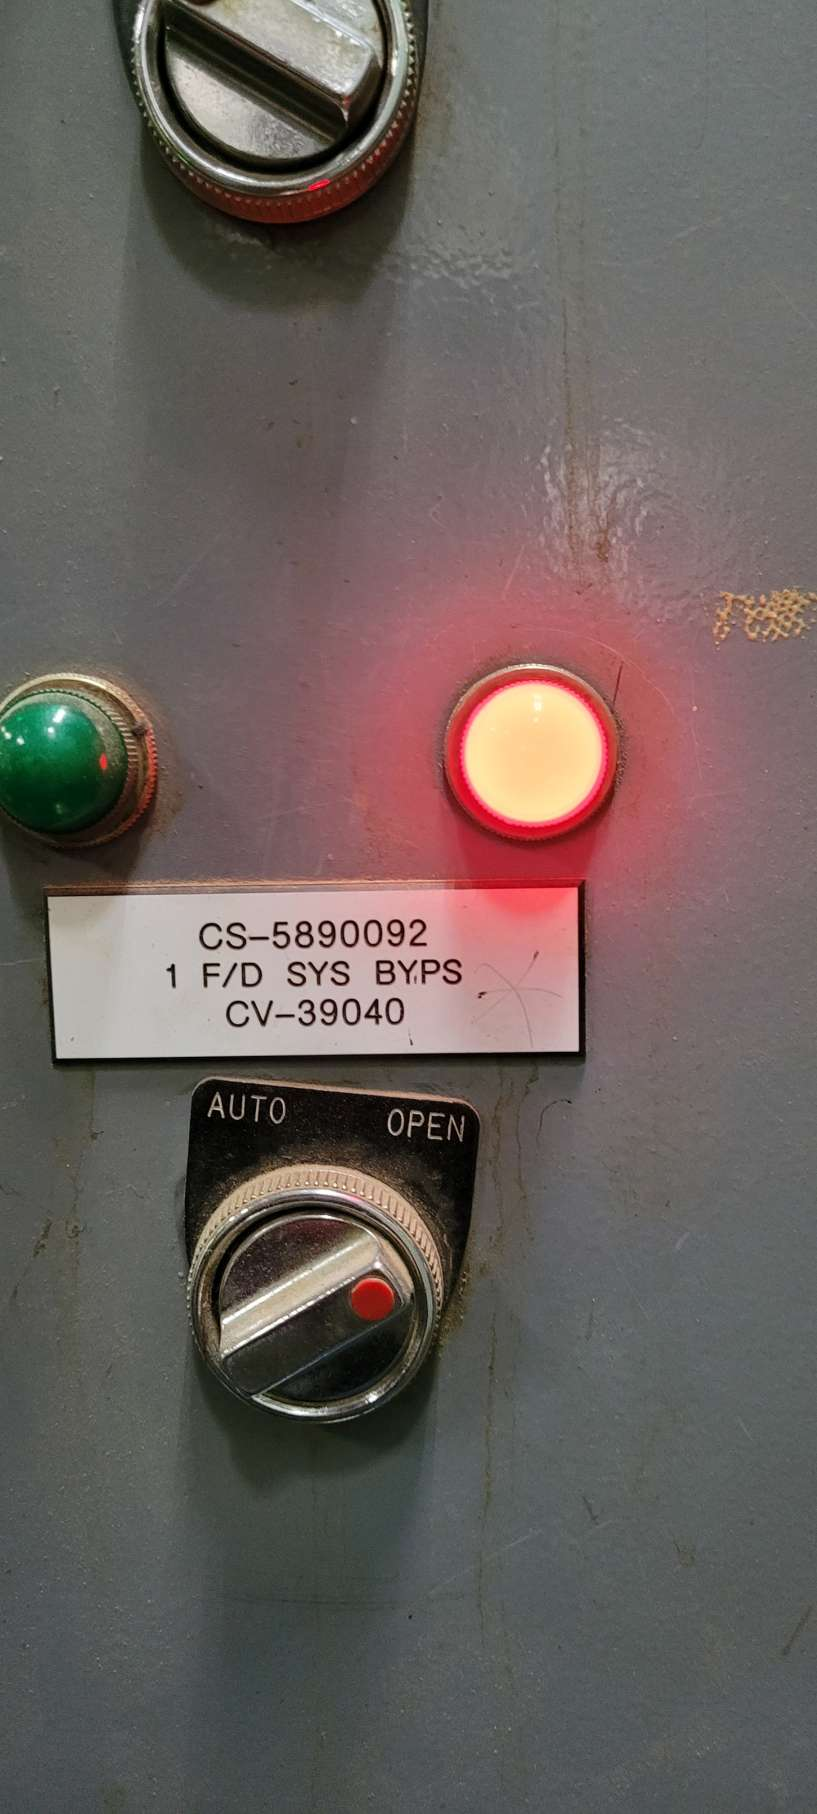 CS-5890092
1 F/D SYS BYPS
CV-39040
AUTO OPEN